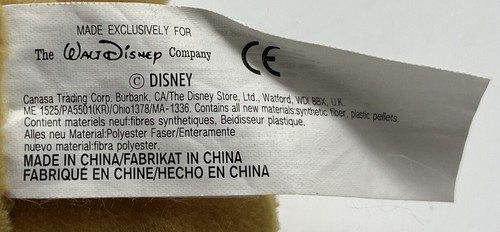 MADE EXCLUSIVELY FOR
The WALT DISNEY Company
CE
© DISNEY
Canasa Trading Corp. Burbank, CA/The Disney Store, Ltd., Watford, WDI 8BX, U.K.
ME 1525/PA5501(KR)/Ohio1378/MA-1336. Contains all new materials:synthetic fiber plastic pellets.
Contient materiels neuf:fibres synthetiques, Beidisseur plastique.
Alles neu Material:Polyester Faser/Enteramente
nuevo material:fibra polyester.
MADE IN CHINA/FABRIKAT IN CHINA
FABRIQUÉ EN CHINE/HECHO EN CHINA